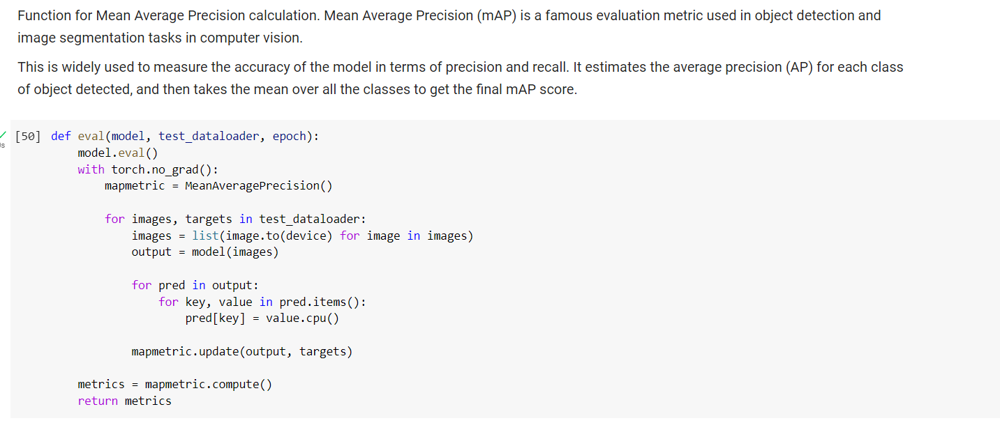 Function for Mean Average Precision calculation. Mean Average Precision (mAP) is a famous evaluation metric used in object detection and
image segmentation tasks in computer vision.
This is widely used to measure the accuracy of the model in terms of precision and recall. It estimates the average precision (AP) for each class
of object detected, and then takes the mean over all the classes to get the final mAP score.
[50] def eval(model, test_dataloader, epoch):
    model.eval()
    with torch.no_grad():
        mapmetric = MeanAveragePrecision()
        for images, targets in test_dataloader:
            images = list(image.to(device) for image in images)
            output = model(images)
            for pred in output:
                for key, value in pred.items():
                    pred[key] = value.cpu()
            mapmetric.update(output, targets)
    metrics = mapmetric.compute()
    return metrics